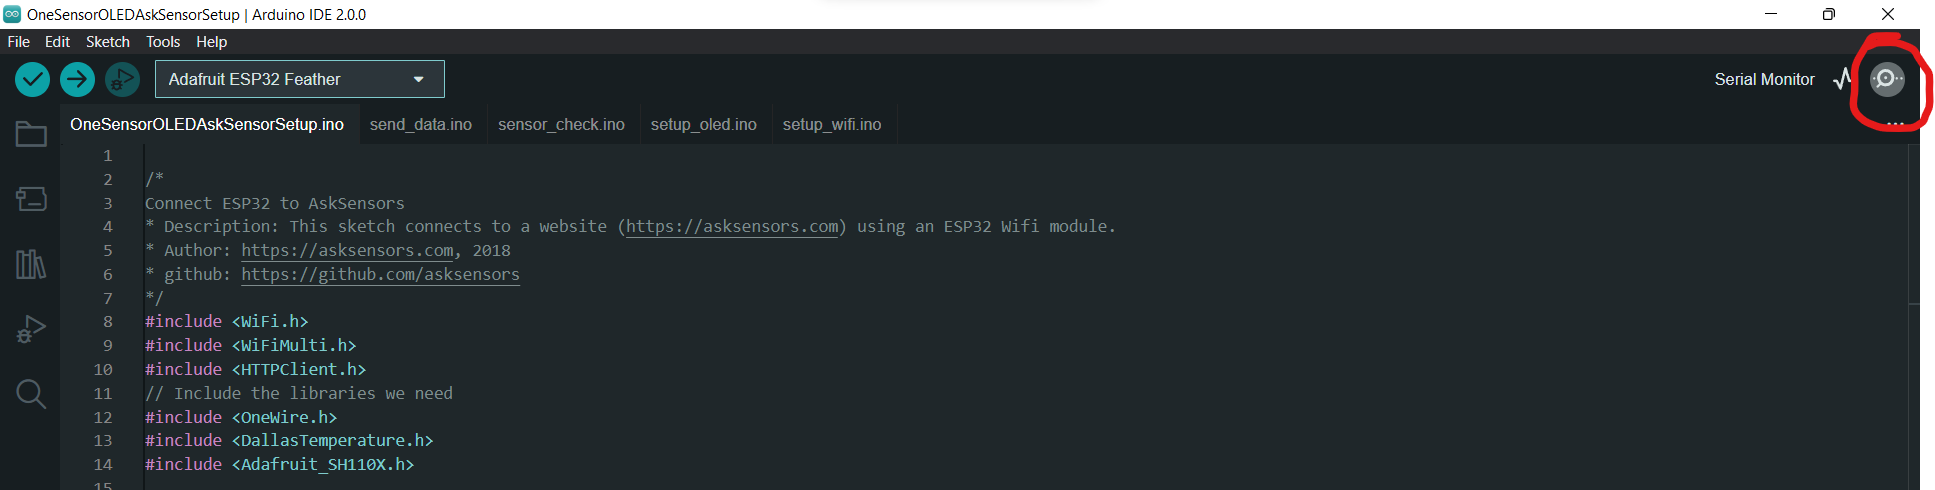 OneSensorOLEDAskSensorSetup | Arduino IDE 2.0.0
File Edit Sketch Tools Help
Adafruit ESP32 Feather
Serial Monitor
OneSensorOLEDAskSensorSetup.ino send_data.ino sensor_check.ino setup_oled.ino setup_wifi.ino ...
1
2 /*
3 Connect ESP32 to AskSensors
4 * Description: This sketch connects to a website (https://asksensors.com) using an ESP32 Wifi module.
5 * Author: https://asksensors.com, 2018
6 * github: https://github.com/asksensors
7 */
8 #include <WiFi.h>
9 #include <WiFiMulti.h>
10 #include <HTTPClient.h>
11 // Include the libraries we need
12 #include <OneWire.h>
13 #include <DallasTemperature.h>
14 #include <Adafruit_SH110X.h>
15